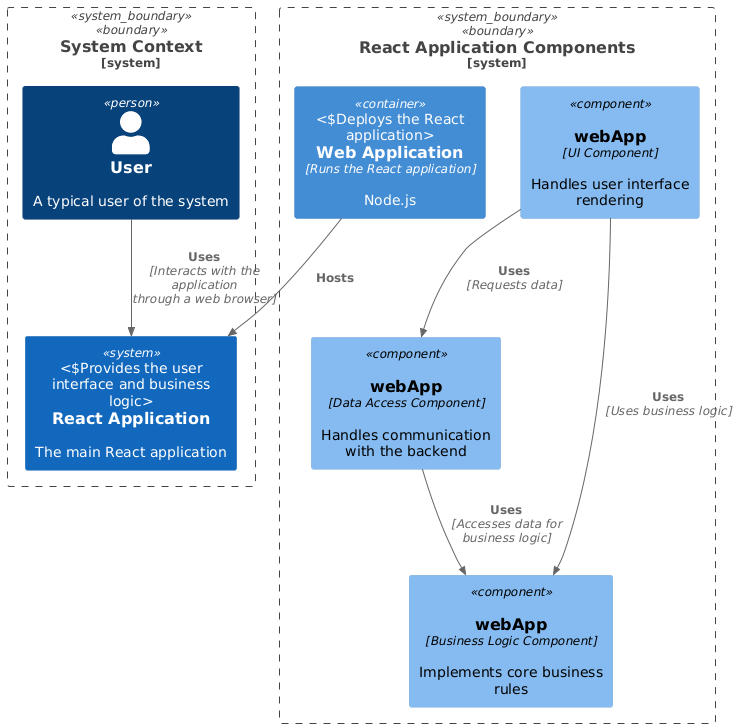 «system_boundary»
«boundary»
System Context
[system]
«person»
User
A typical user of the system
Uses
[Interacts with the
application
through a web browser]
«system»
<$Provides the user
interface and business
logic>
React Application
The main React application
«system_boundary»
«boundary»
React Application Components
[system]
«container»
<$Deploys the React
application>
Web Application
[Runs the React application]
Node.js
Hosts
«component»
webApp
[UI Component]
Handles user interface
rendering
Uses
[Requests data]
«component»
webApp
[Data Access Component]
Handles communication
with the backend
Uses
[Uses business logic]
Uses
[Accesses data for
business logic]
«component»
webApp
[Business Logic Component]
Implements core business
rules